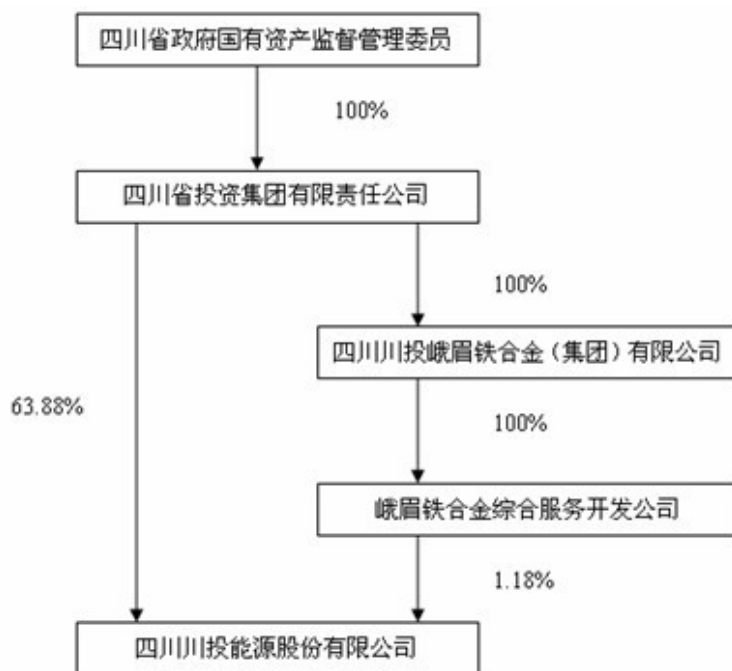 四川省政府国有资产监督管理委员
100%
四川省投资集团有限责任公司
100%
四川川投峨眉铁合金（集团）有限公司
63.88%
100%
峨眉铁合金综合服务开发公司
1.18%
四川川投能源股份有限公司